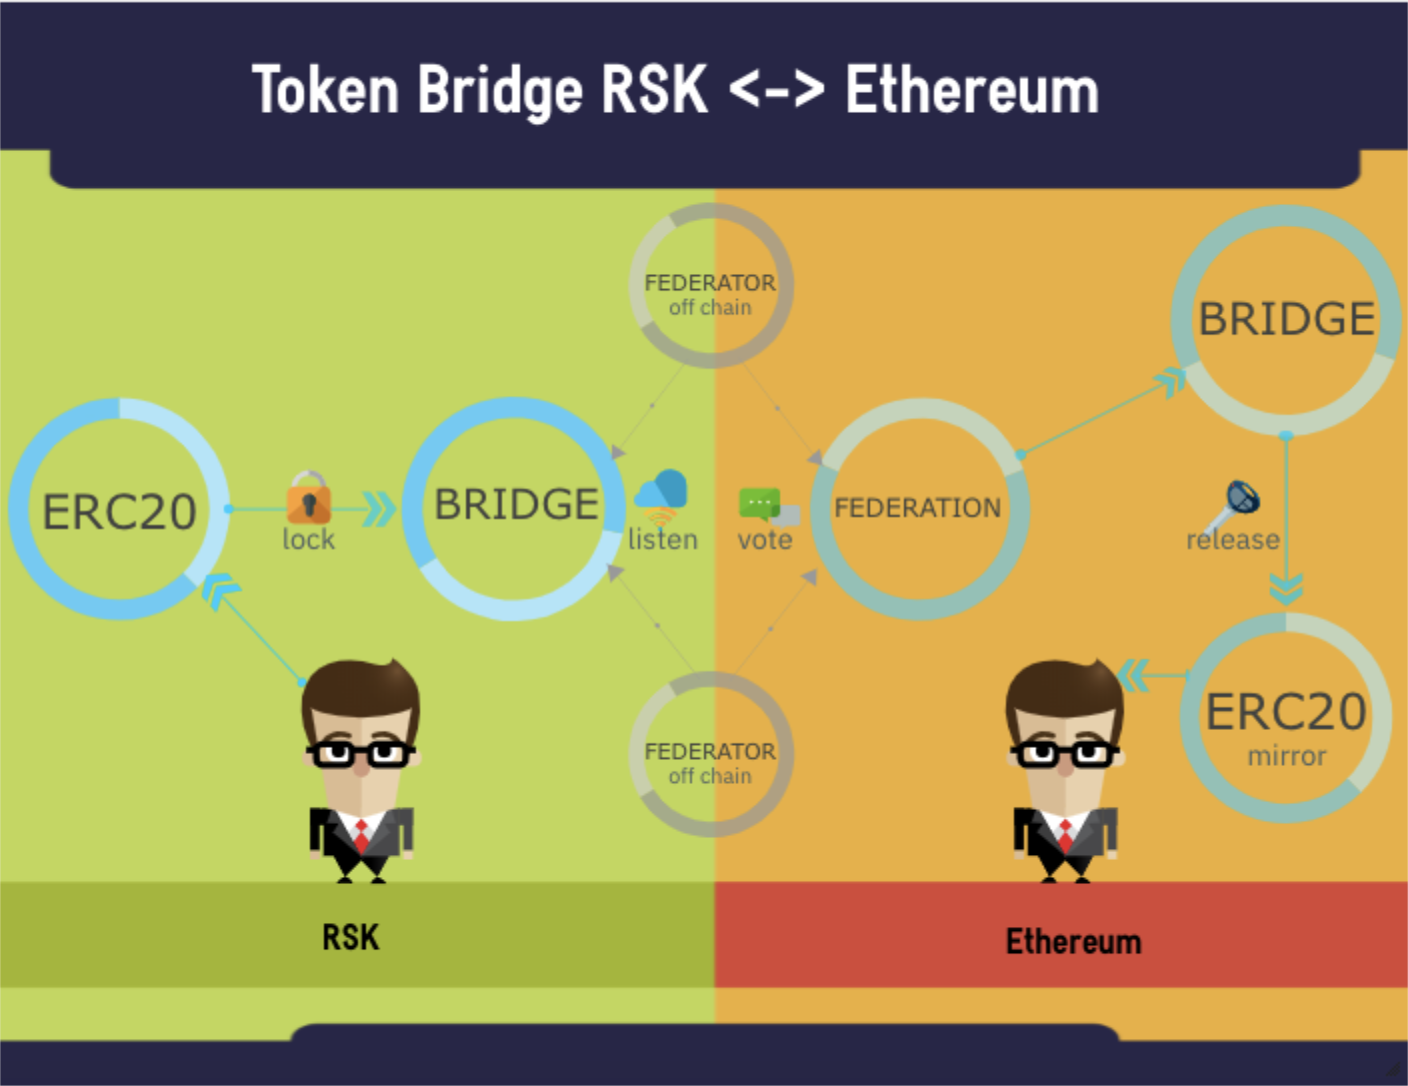 Token Bridge RSK <-> Ethereum
FEDERATOR
off chain
BRIDGE
ERC20
lock
BRIDGE
listen
vote
FEDERATION
release
ERC20
mirror
FEDERATOR
off chain
RSK
Ethereum